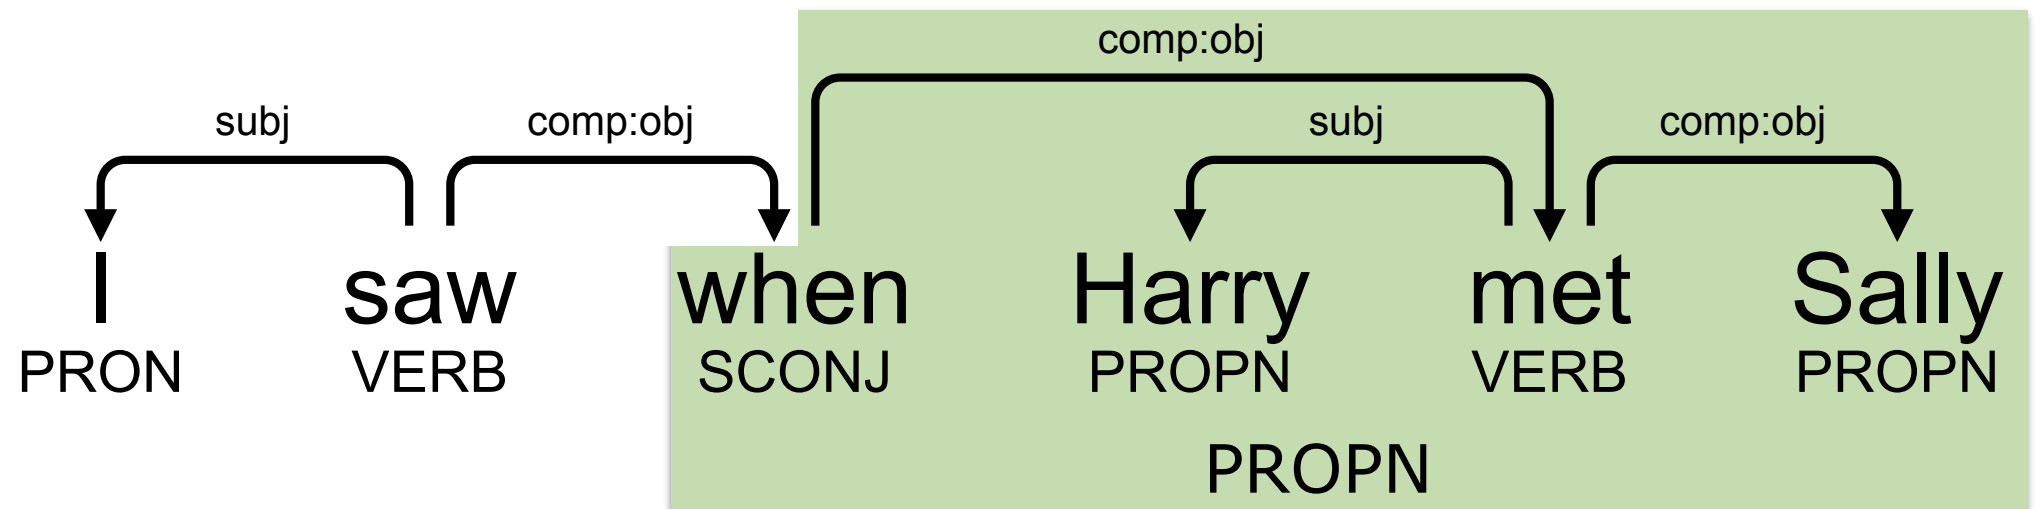 comp:obj
subj comp:obj subj comp:obj
I saw when Harry met Sally
PRON VERB SCONJ PROPN VERB PROPN
PROPN